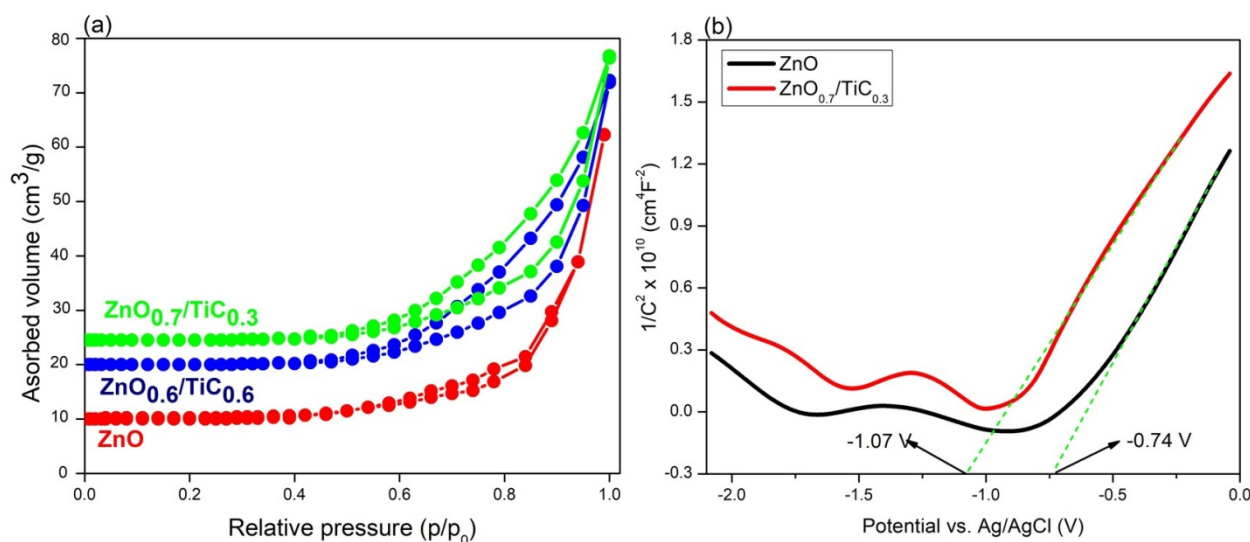 (a)
80
70
60
50
40
30
20
10
0
Asorbed volume (cm³/g)
ZnO₀.₇/TiC₀.₃
ZnO₀.₆/TiC₀.₆
ZnO
0.0 0.2 0.4 0.6 0.8 1.0
Relative pressure (p/p₀)
(b)
1.8
1.5
1.2
0.9
0.6
0.3
0.0
-0.3
1/C² x 10¹⁰ (cm⁴F⁻²)
ZnO
ZnO₀.₇/TiC₀.₃
-1.07 V
-0.74 V
-2.0 -1.5 -1.0 -0.5 0.0
Potential vs. Ag/AgCl (V)